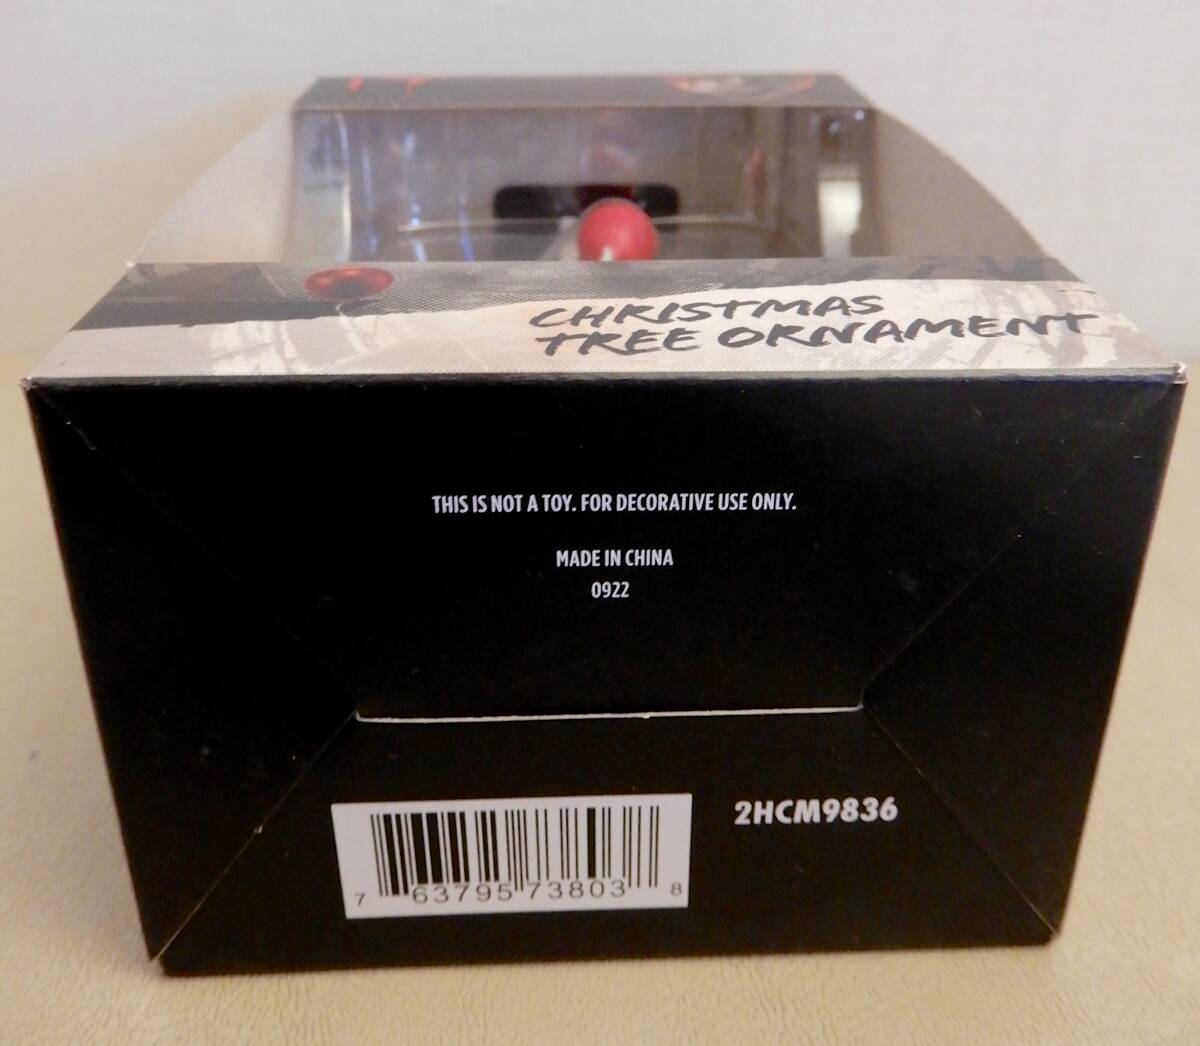 CHRISTMAS
TREE ORNAMENT
THIS IS NOT A TOY. FOR DECORATIVE USE ONLY.
MADE IN CHINA
0922
2HCM9836
7 63795 73803 8